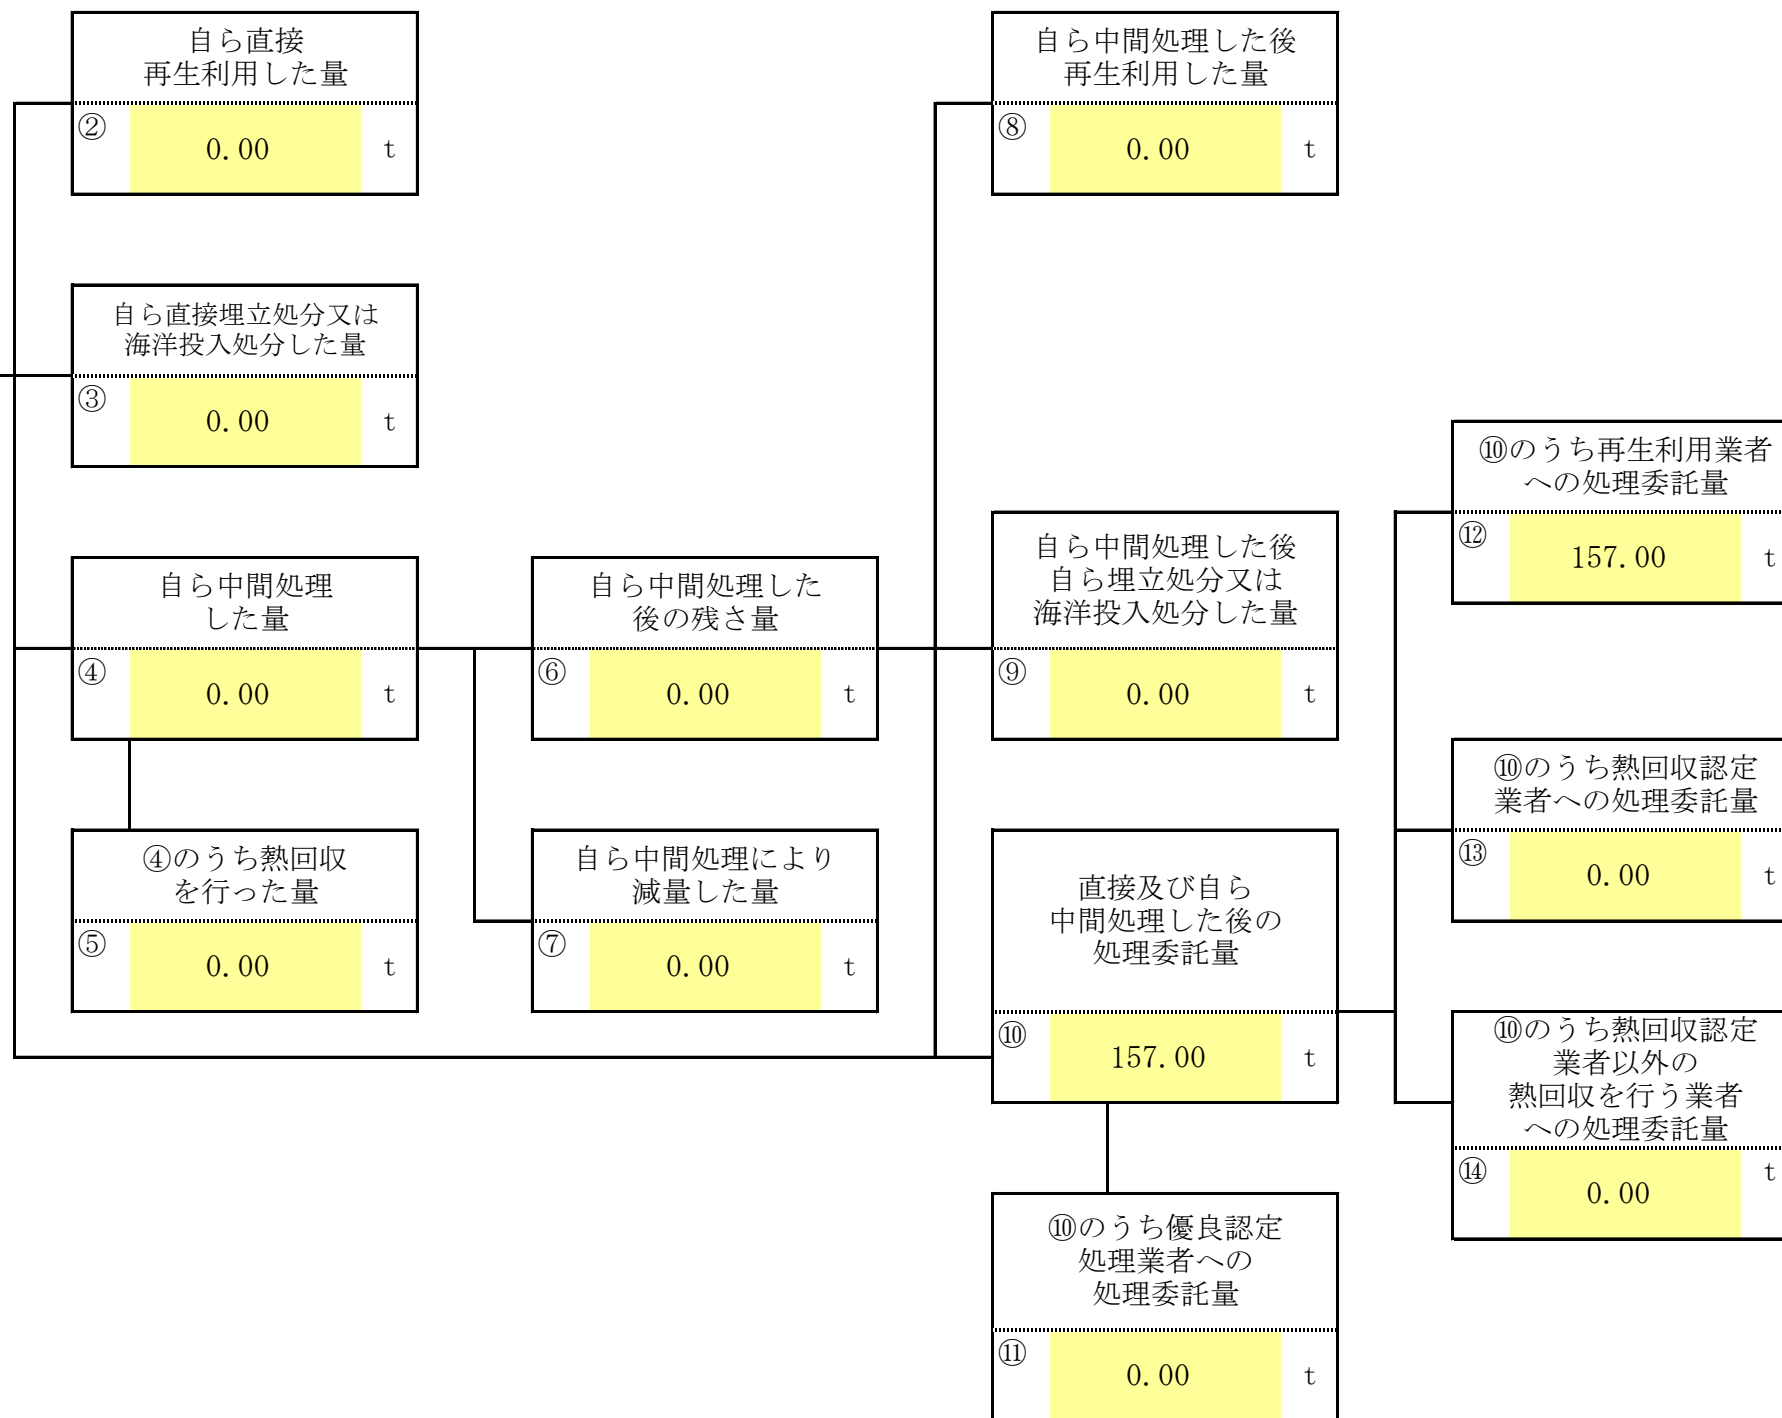 自ら直接
再生利用した量
② 0.00 t
自ら中間処理した後
再生利用した量
⑧ 0.00 t
自ら直接埋立処分又は
海洋投入処分した量
③ 0.00 t
⑩のうち再生利用業者
への処理委託量
⑫ 157.00 t
自ら中間処理
した量
④ 0.00 t
自ら中間処理した
後の残さ量
⑥ 0.00 t
自ら中間処理した後
自ら埋立処分又は
海洋投入処分した量
⑨ 0.00 t
⑩のうち熱回収認定
業者への処理委託量
⑬ 0.00 t
④のうち熱回収
を行った量
⑤ 0.00 t
自ら中間処理により
減量した量
⑦ 0.00 t
直接及び自ら
中間処理した後の
処理委託量
⑩ 157.00 t
⑩のうち熱回収認定
業者以外の
熱回収を行う業者
への処理委託量
⑭ 0.00 t
⑩のうち優良認定
処理業者への
処理委託量
⑪ 0.00 t